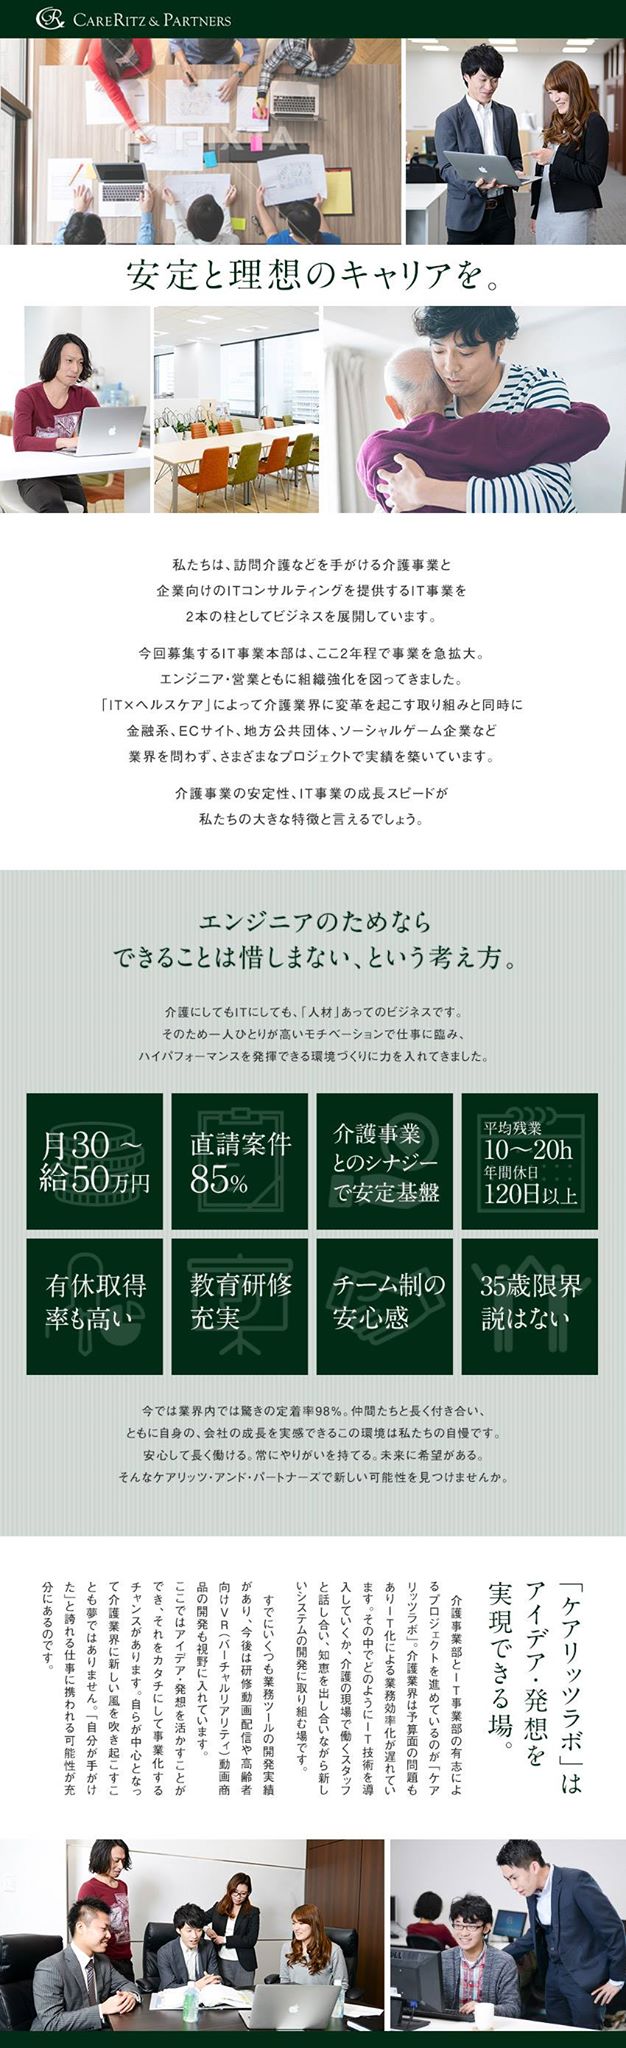 CR CARERITZ & PARTNERS
PIXTA
安定と理想のキャリアを。
私たちは、訪問介護などを手がける介護事業と
企業向けのITコンサルティングを提供するIT事業を
2本の柱としてビジネスを展開しています。
今回募集するIT事業本部は、ここ2年程で事業を急拡大。
エンジニア・営業ともに組織強化を図ってきました。
「IT×ヘルスケア」によって介護業界に変革を起こす取り組みと同時に
金融系、ECサイト、地方公共団体、ソーシャルゲーム企業など
業界を問わず、さまざまなプロジェクトで実績を築いています。
介護事業の安定性、IT事業の成長スピードが
私たちの大きな特徴と言えるでしょう。
エンジニアのためなら
できることは惜しまない、という考え方。
介護にしてもITにしても、「人材」あってのビジネスです。
そのため一人ひとりが高いモチベーションで仕事に臨み、
ハイパフォーマンスを発揮できる環境づくりに力を入れてきました。
月給30〜50万円
直請案件
85%
介護事業
とのシナジー
で安定基盤
平均残業
10〜20h
年間休日
120日以上
有休取得
率も高い
教育研修
充実
チーム制の
安心感
35歳限界
説はない
今では業界内では驚きの定着率98%。仲間たちと長く付き合い、
ともに自身の、会社の成長を実感できるこの環境は私たちの自慢です。
安心して長く働ける。常にやりがいを持てる。未来に希望がある。
そんなケアリッツ・アンド・パートナーズで新しい可能性を見つけませんか。
「ケアリッツラボ」は
アイデア・発想を
実現できる場。
介護事業部とIT事業部の有志によ
るプロジェクトを進めているのが「ケア
リッツラボ」。介護業界は予算面の問題も
ありIT化による業務効率化が遅れてい
ます。その中でどのようにIT技術を導
入していくか、介護の現場で働くスタッフ
と話し合い、知恵を出し合いながら新し
いシステムの開発に取り組む場です。
すでにいくつも業務ツールの開発実績
があり、今後は研修動画配信や高齢者
向けVR(バーチャルリアリティ)動画商
品の開発も視野に入れています。
ここではアイデア・発想を活かすことが
でき、それをカタチにして事業化する
チャンスがあります。自らが中心となっ
て介護業界に新しい風を吹き起こすこ
とも夢ではありません。「自分が手がけ
た」と誇れる仕事に携われる可能性が充
分にあるのです。